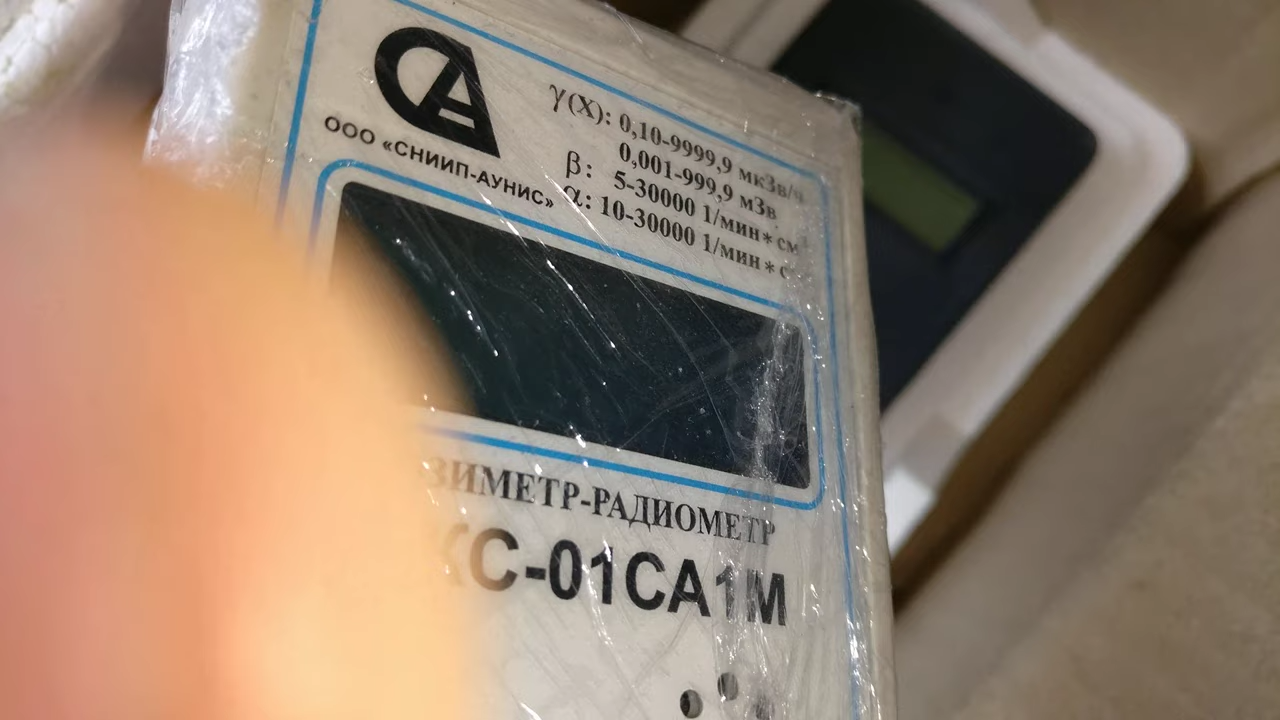 ООО «СНИИП-АУНИС»
γ(X): 0,10-9999,9 мкЗв/ч
0,001-999,9 мЗв
β: 5-30000 1/мин*см²
α: 10-30000 1/мин*с
ЗИМЕТР-РАДИОМЕТР
КС-01СА1М